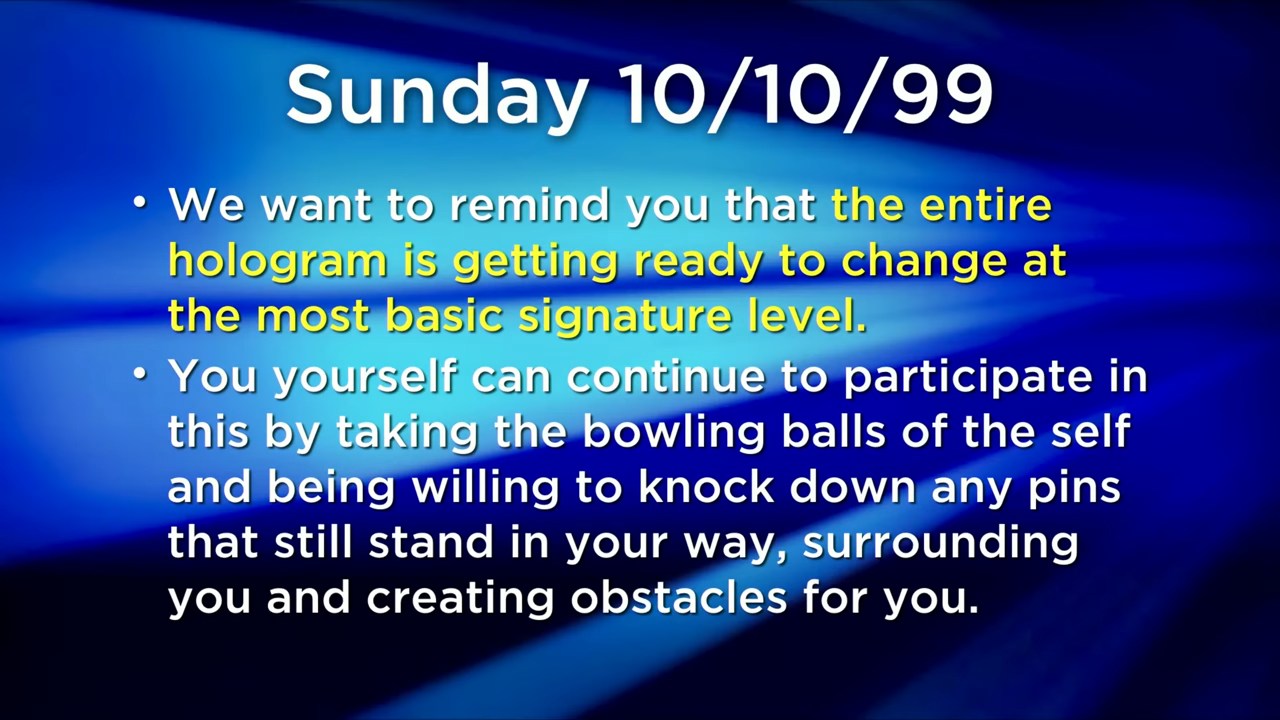 Sunday 10/10/99
• We want to remind you that the entire
hologram is getting ready to change at
the most basic signature level.
• You yourself can continue to participate in
this by taking the bowling balls of the self
and being willing to knock down any pins
that still stand in your way, surrounding
you and creating obstacles for you.